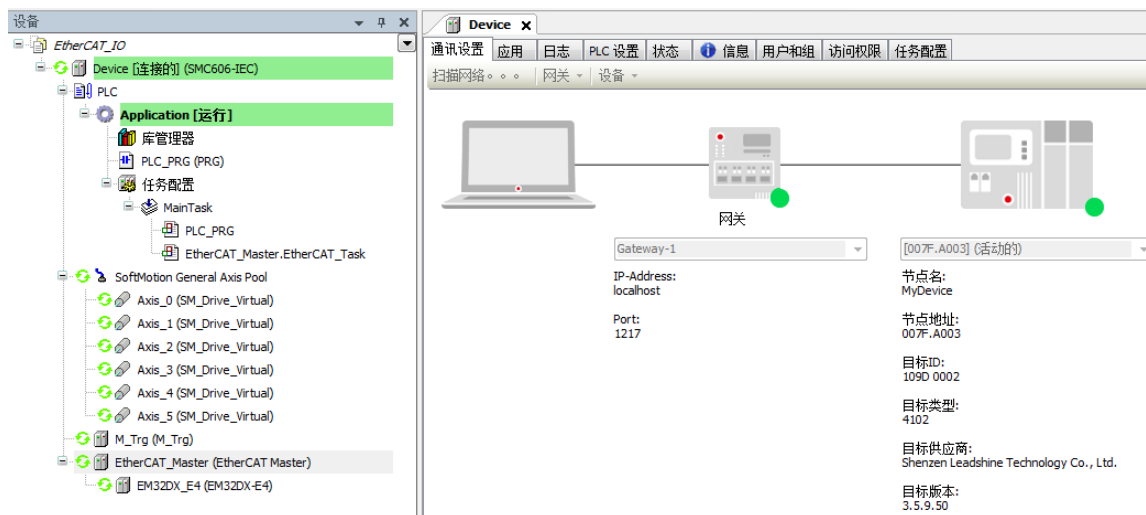 设备
EtherCAT_IO
Device [连接的] (SMC606-IEC)
PLC
Application [运行]
库管理器
PLC_PRG (PRG)
任务配置
MainTask
PLC_PRG
EtherCAT_Master.EtherCAT_Task
SoftMotion General Axis Pool
Axis_0 (SM_Drive_Virtual)
Axis_1 (SM_Drive_Virtual)
Axis_2 (SM_Drive_Virtual)
Axis_3 (SM_Drive_Virtual)
Axis_4 (SM_Drive_Virtual)
Axis_5 (SM_Drive_Virtual)
M_Trg (M_Trg)
EtherCAT_Master (EtherCAT Master)
EM32DX_E4 (EM32DX-E4)
Device
通讯设置 应用 日志 PLC 设置 状态 信息 用户和组 访问权限 任务配置
扫描网络。。。 网关 设备
网关
Gateway-1
IP-Address:
localhost
Port:
1217
[007F.A003] (活动的)
节点名:
MyDevice
节点地址:
007F.A003
目标ID:
109D 0002
目标类型:
4102
目标供应商:
Shenzen Leadshine Technology Co., Ltd.
目标版本:
3.5.9.50